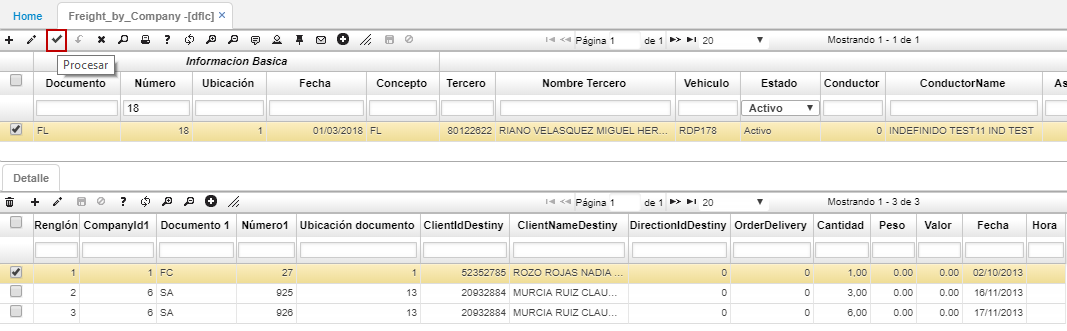 Home Freight_by_Company -[dflc] ×
Página 1 de 1 20 Mostrando 1 - 1 de 1
Procesar
Informacion Basica
Documento Número Ubicación Fecha Concepto Tercero Nombre Tercero Vehiculo Estado Conductor ConductorName As
18 Activo
FL 18 1 01/03/2018 FL 80122622 RIANO VELASQUEZ MIGUEL HER... RDP178 Activo 0 INDEFINIDO TEST11 IND TEST
Detalle
Página 1 de 1 20 Mostrando 1 - 3 de 3
Renglón CompanyId1 Documento 1 Número1 Ubicación documento ClientIdDestiny ClientNameDestiny DirectionIdDestiny OrderDelivery Cantidad Peso Valor Fecha Hora
1 1 FC 27 1 52352785 ROZO ROJAS NADIA ... 0 0 1,00 0.00 0.00 02/10/2013
2 6 SA 925 13 20932884 MURCIA RUIZ CLAU... 0 0 3,00 0.00 0.00 16/11/2013
3 6 SA 926 13 20932884 MURCIA RUIZ CLAU... 0 0 6,00 0.00 0.00 17/11/2013